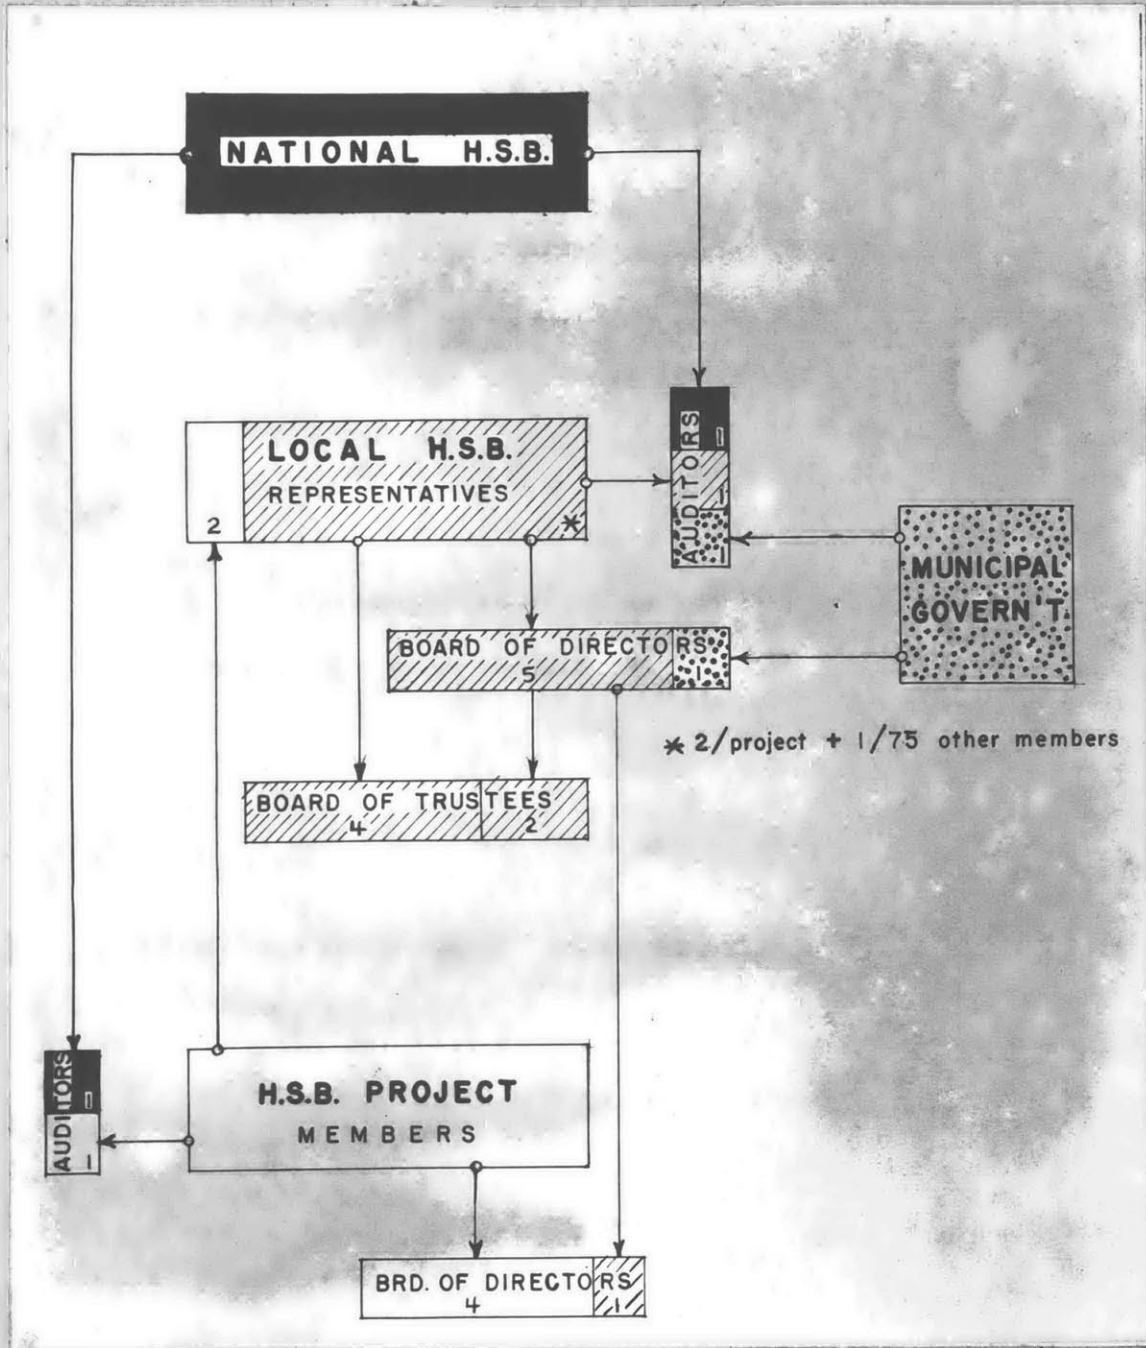 NATIONAL H.S.B.
AUDITORS
1
1
1
LOCAL H.S.B.
REPRESENTATIVES
2
*
MUNICIPAL
GOVERN'T.
BOARD OF DIRECTORS
5 1
* 2/project + 1/75 other members
BOARD OF TRUSTEES
4 2
AUDITORS
1
1
H.S.B. PROJECT
MEMBERS
BRD. OF DIRECTORS
4 1